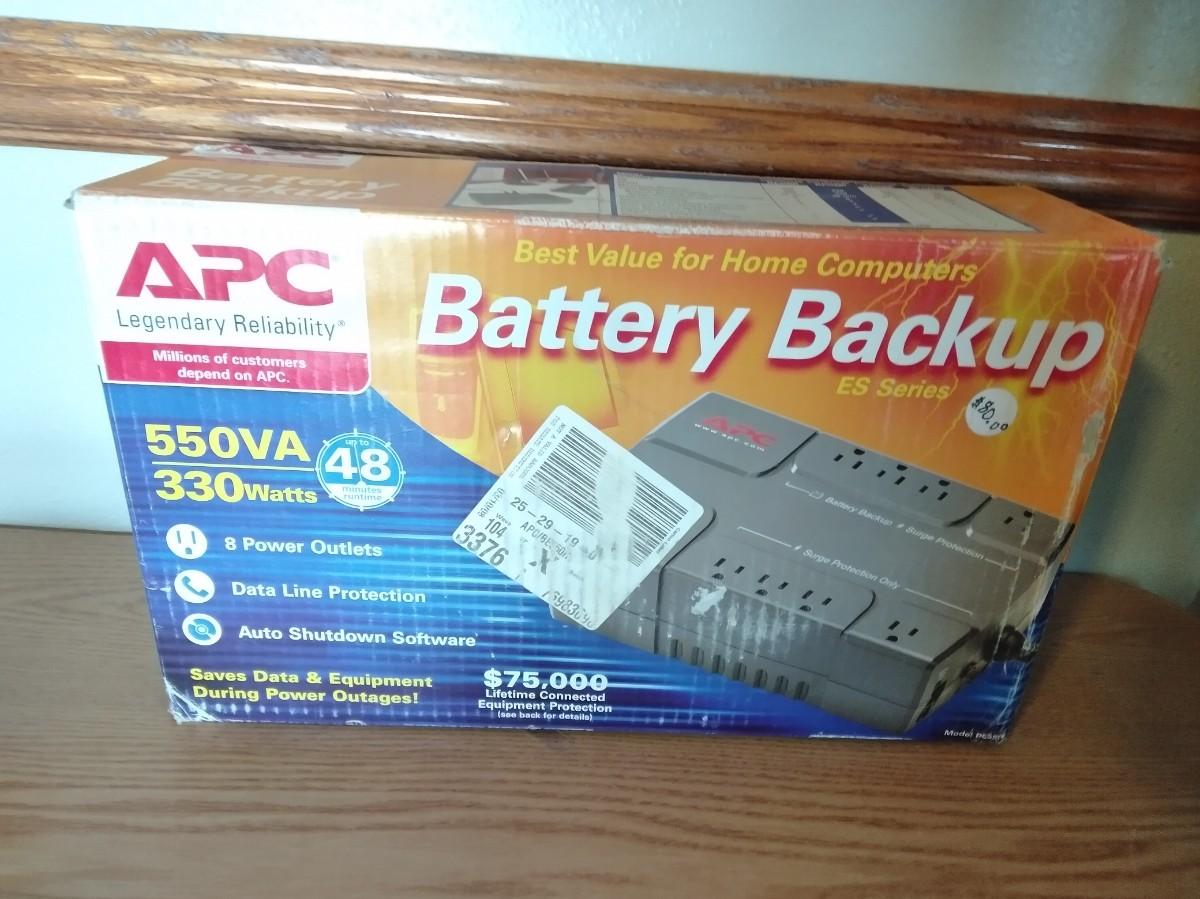 Battery
Backup
APC
Legendary Reliability®
Millions of customers
depend on APC.
Best Value for Home Computers
Battery Backup
ES Series
$80.00
550VA
330Watts
up to
48
minutes
runtime
8 Power Outlets
Data Line Protection
Auto Shutdown Software
Saves Data & Equipment
During Power Outages!
$75,000
Lifetime Connected
Equipment Protection
(see back for details)
APC
www.apc.com
Battery Backup
Surge Protection
Surge Protection Only
25-29-19
104
3376
X
Model